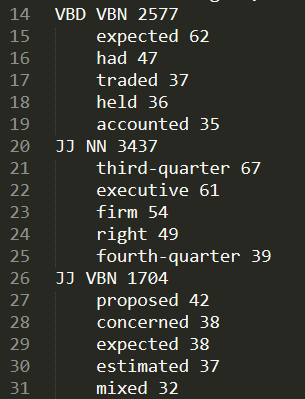 14 VBD VBN 2577
15 expected 62
16 had 47
17 traded 37
18 held 36
19 accounted 35
20 JJ NN 3437
21 third-quarter 67
22 executive 61
23 firm 54
24 right 49
25 fourth-quarter 39
26 JJ VBN 1704
27 proposed 42
28 concerned 38
29 expected 38
30 estimated 37
31 mixed 32